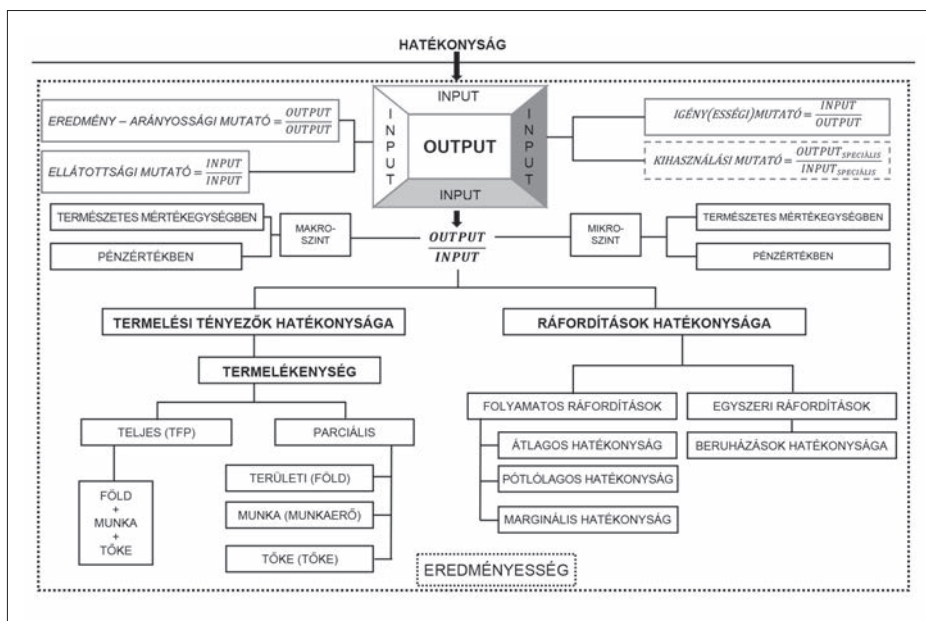 HATÉKONYSÁG
INPUT
INPUT
OUTPUT
INPUT
INPUT
EREDMÉNY – ARÁNYOSSÁGI MUTATÓ = OUTPUT / OUTPUT
ELLÁTOTTSÁGI MUTATÓ = INPUT / INPUT
IGÉNY(ESSÉGI)MUTATÓ = INPUT / OUTPUT
KIHASZNÁLÁSI MUTATÓ = OUTPUT SPECIÁLIS / INPUT SPECIÁLIS
TERMÉSZETES MÉRTÉKEGYSÉGBEN
PÉNZÉRTÉKBEN
MAKRO-
SZINT
OUTPUT
INPUT
MIKRO-
SZINT
TERMÉSZETES MÉRTÉKEGYSÉGBEN
PÉNZÉRTÉKBEN
TERMELÉSI TÉNYEZŐK HATÉKONYSÁGA
RÁFORDÍTÁSOK HATÉKONYSÁGA
TERMELÉKENYSÉG
TELJES (TFP)
PARCIÁLIS
FÖLD
+
MUNKA
+
TŐKE
TERÜLETI (FÖLD)
MUNKA (MUNKAERŐ)
TŐKE (TŐKE)
FOLYAMATOS RÁFORDÍTÁSOK
EGYSZERI RÁFORDÍTÁSOK
ÁTLAGOS HATÉKONYSÁG
BERUHÁZÁSOK HATÉKONYSÁGA
PÓTLÓLAGOS HATÉKONYSÁG
MARGINÁLIS HATÉKONYSÁG
EREDMÉNYESSÉG